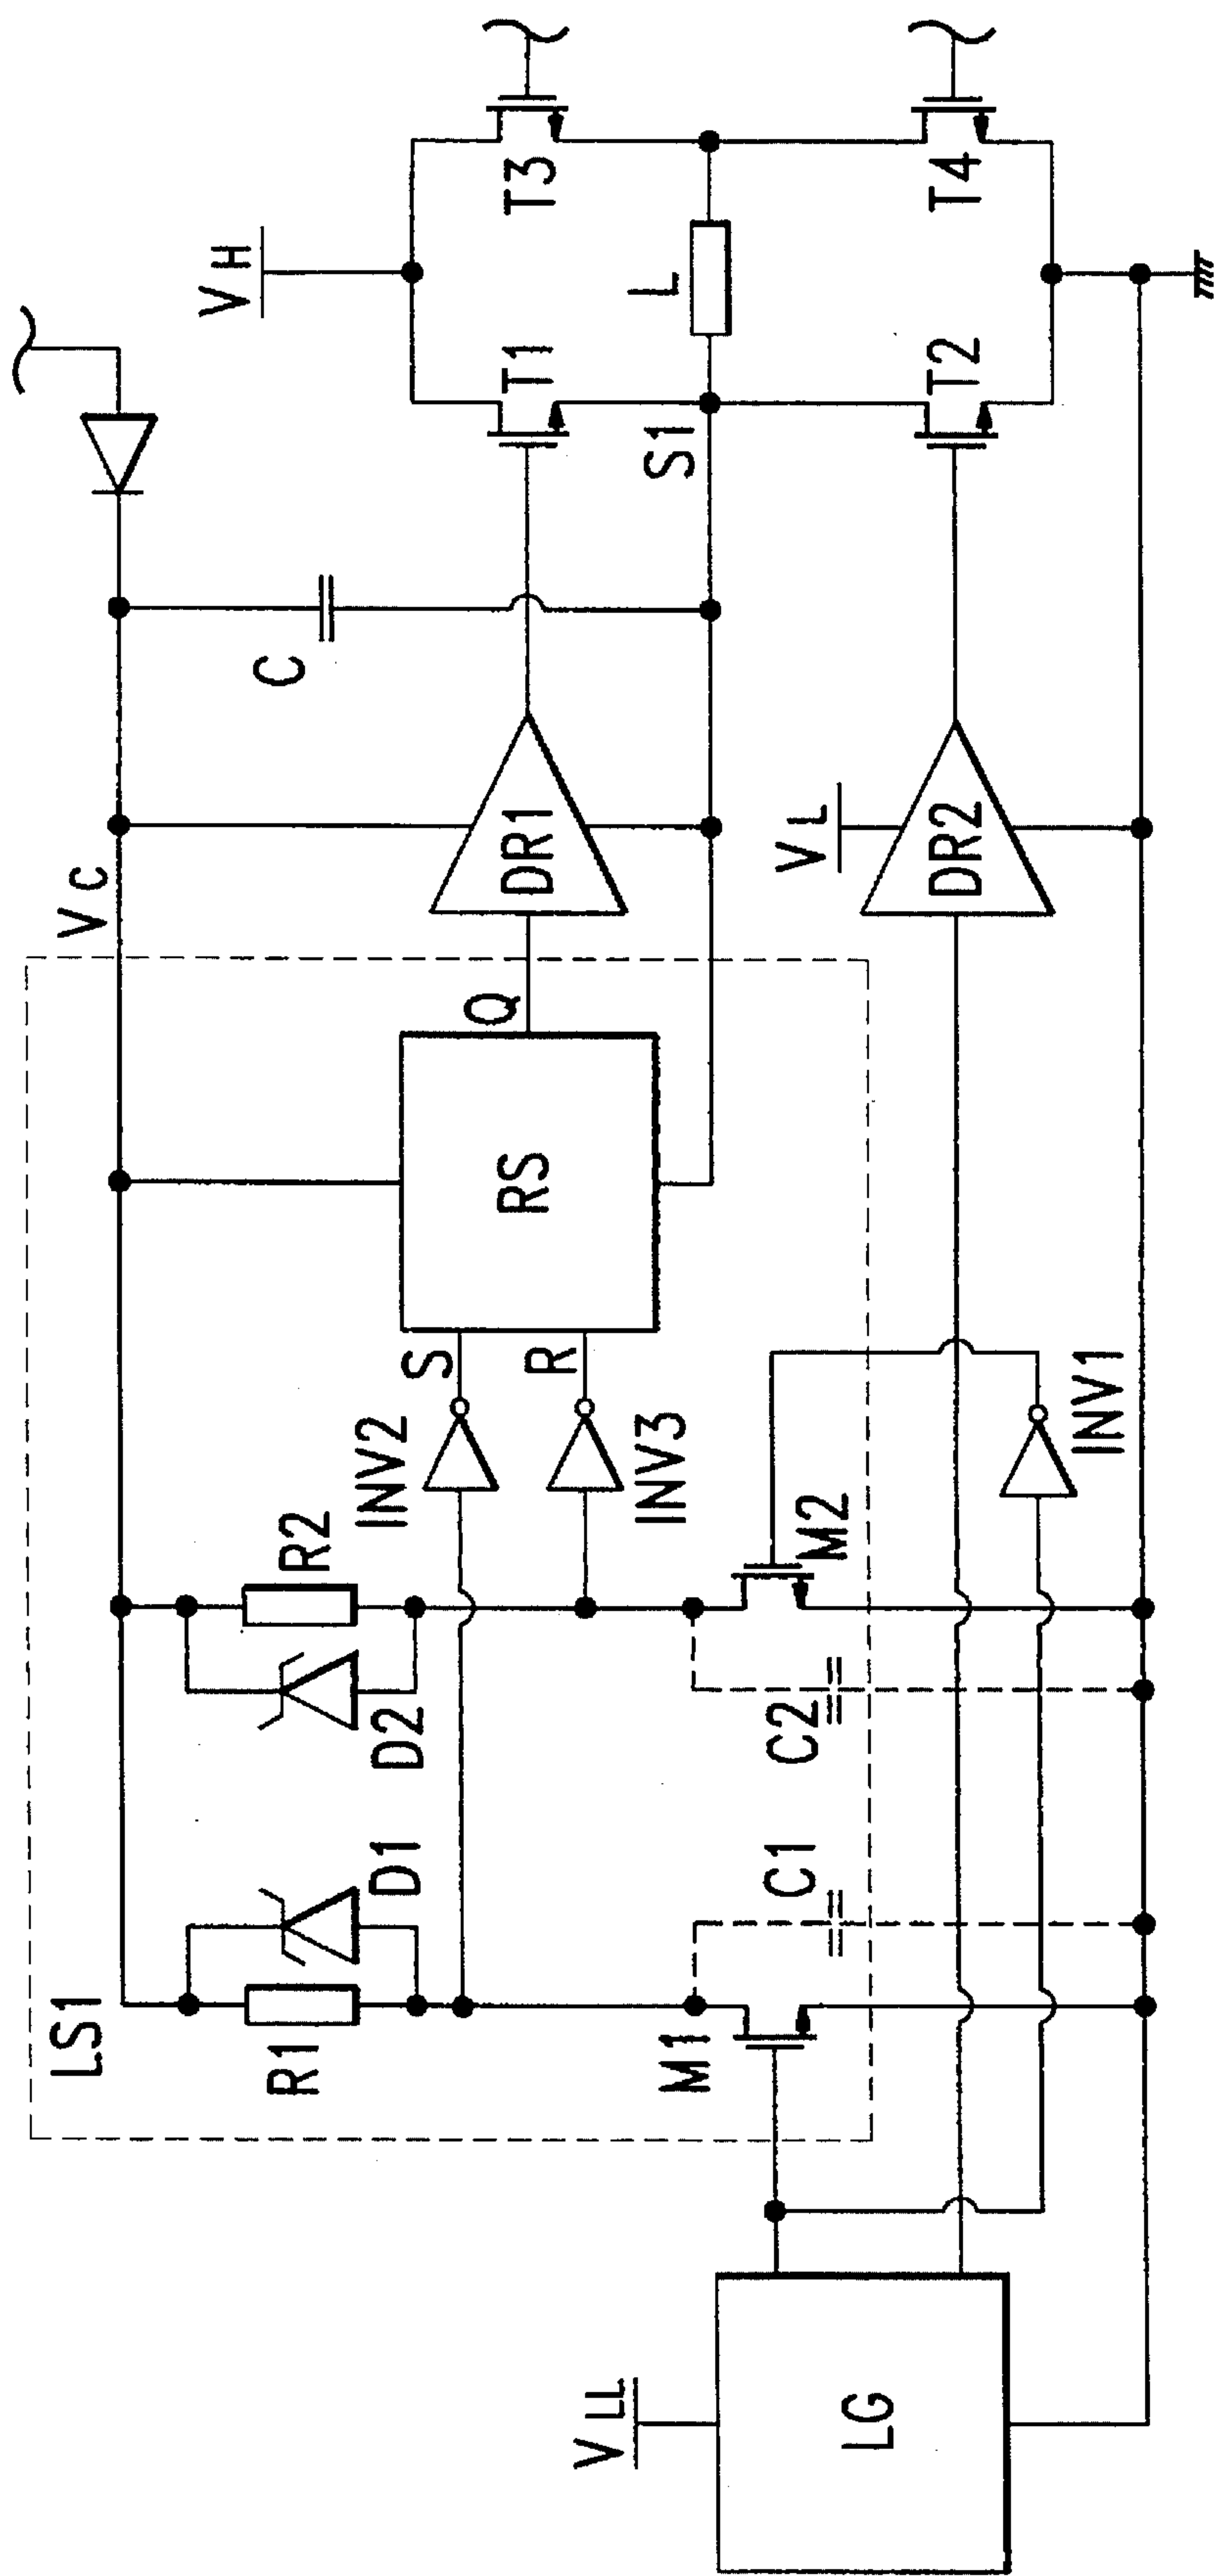 LS1
R1
D1
D2
R2
VC
C
VH
T1
T3
L
S1
T2
T4
M1
C1
C2
M2
INV2
INV3
S
R
RS
Q
DR1
VL
DR2
INV1
VLL
LG